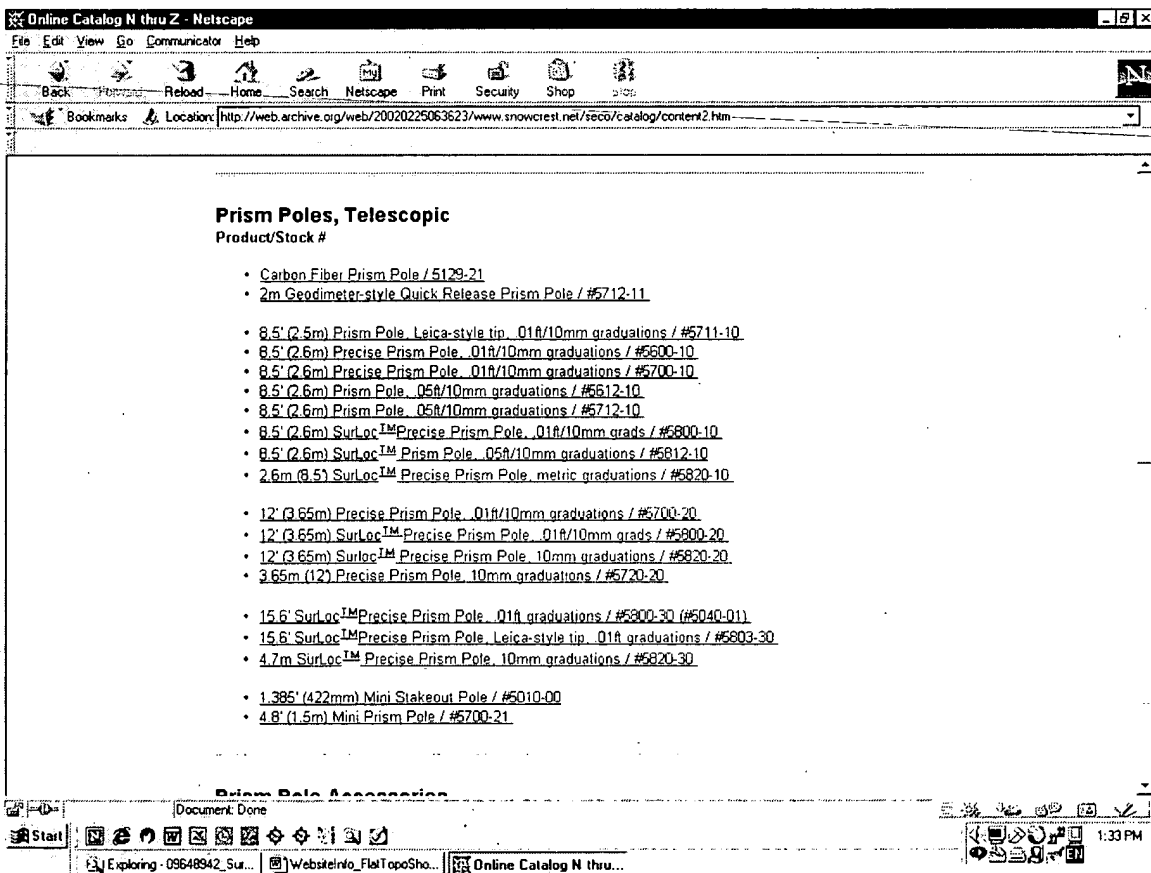 Online Catalog N thru Z - Netscape
File Edit View Go Communicator Help
Back Forward Reload Home Search Netscape Print Security Shop Stop
Bookmarks Location: http://web.archive.org/web/20020225063623/www.snowcrest.net/seco/catalog/content2.htm
Prism Poles, Telescopic
Product/Stock #
• Carbon Fiber Prism Pole / 5129-21
• 2m Geodimeter-style Quick Release Prism Pole / #5712-11
• 8.5' (2.5m) Prism Pole, Leica-style tip, .01ft/10mm graduations / #5711-10
• 8.5' (2.6m) Precise Prism Pole, .01ft/10mm graduations / #5600-10
• 8.5' (2.6m) Precise Prism Pole, .01ft/10mm graduations / #5700-10
• 8.5' (2.6m) Prism Pole, .05ft/10mm graduations / #5612-10
• 8.5' (2.6m) Prism Pole, .05ft/10mm graduations / #5712-10
• 8.5' (2.6m) SurLoc™Precise Prism Pole, .01ft/10mm grads / #5800-10
• 8.5' (2.6m) SurLoc™ Prism Pole, .05ft/10mm graduations / #5812-10
• 2.6m (8.5') SurLoc™ Precise Prism Pole, metric graduations / #5820-10
• 12' (3.65m) Precise Prism Pole, .01ft/10mm graduations / #5700-20
• 12' (3.65m) SurLoc™Precise Prism Pole, .01ft/10mm grads / #5800-20
• 12' (3.65m) Surloc™ Precise Prism Pole, 10mm graduations / #5820-20
• 3.65m (12') Precise Prism Pole, 10mm graduations / #5720-20
• 15.6' SurLoc™Precise Prism Pole, .01ft graduations / #5800-30 (#5040-01)
• 15.6' SurLoc™Precise Prism Pole, Leica-style tip, .01ft graduations / #5803-30
• 4.7m SurLoc™ Precise Prism Pole, 10mm graduations / #5820-30
• 1.385' (422mm) Mini Stakeout Pole / #5010-00
• 4.8' (1.5m) Mini Prism Pole / #5700-21
Prism Pole Accessories
Document: Done
Start EN 1:33 PM
Exploring - 09648942_Sur... WebsiteInfo_FlatTopoSho... Online Catalog N thru...